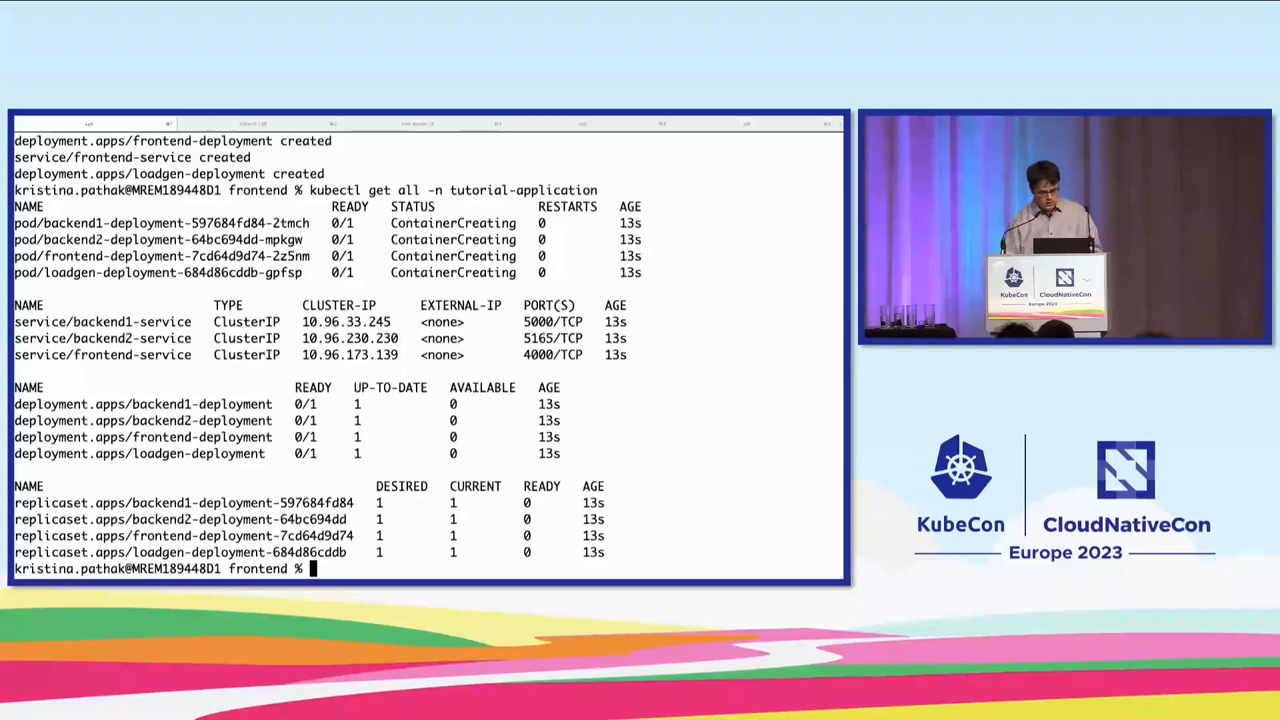 deployment.apps/frontend-deployment created
service/frontend-service created
deployment.apps/loadgen-deployment created
kristina.pathak@MREM189448D1 frontend % kubectl get all -n tutorial-application
NAME READY STATUS RESTARTS AGE
pod/backend1-deployment-597684fd84-2tmch 0/1 ContainerCreating 0 13s
pod/backend2-deployment-64bc694dd-mpkgw 0/1 ContainerCreating 0 13s
pod/frontend-deployment-7cd64d9d74-2z5nm 0/1 ContainerCreating 0 13s
pod/loadgen-deployment-684d86cddb-gpfsp 0/1 ContainerCreating 0 13s
NAME TYPE CLUSTER-IP EXTERNAL-IP PORT(S) AGE
service/backend1-service ClusterIP 10.96.33.245 <none> 5000/TCP 13s
service/backend2-service ClusterIP 10.96.230.230 <none> 5165/TCP 13s
service/frontend-service ClusterIP 10.96.173.139 <none> 4000/TCP 13s
NAME READY UP-TO-DATE AVAILABLE AGE
deployment.apps/backend1-deployment 0/1 1 0 13s
deployment.apps/backend2-deployment 0/1 1 0 13s
deployment.apps/frontend-deployment 0/1 1 0 13s
deployment.apps/loadgen-deployment 0/1 1 0 13s
NAME DESIRED CURRENT READY AGE
replicaset.apps/backend1-deployment-597684fd84 1 1 0 13s
replicaset.apps/backend2-deployment-64bc694dd 1 1 0 13s
replicaset.apps/frontend-deployment-7cd64d9d74 1 1 0 13s
replicaset.apps/loadgen-deployment-684d86cddb 1 1 0 13s
kristina.pathak@MREM189448D1 frontend %
KubeCon CloudNativeCon
Europe 2023
KubeCon CloudNativeCon
Europe 2023